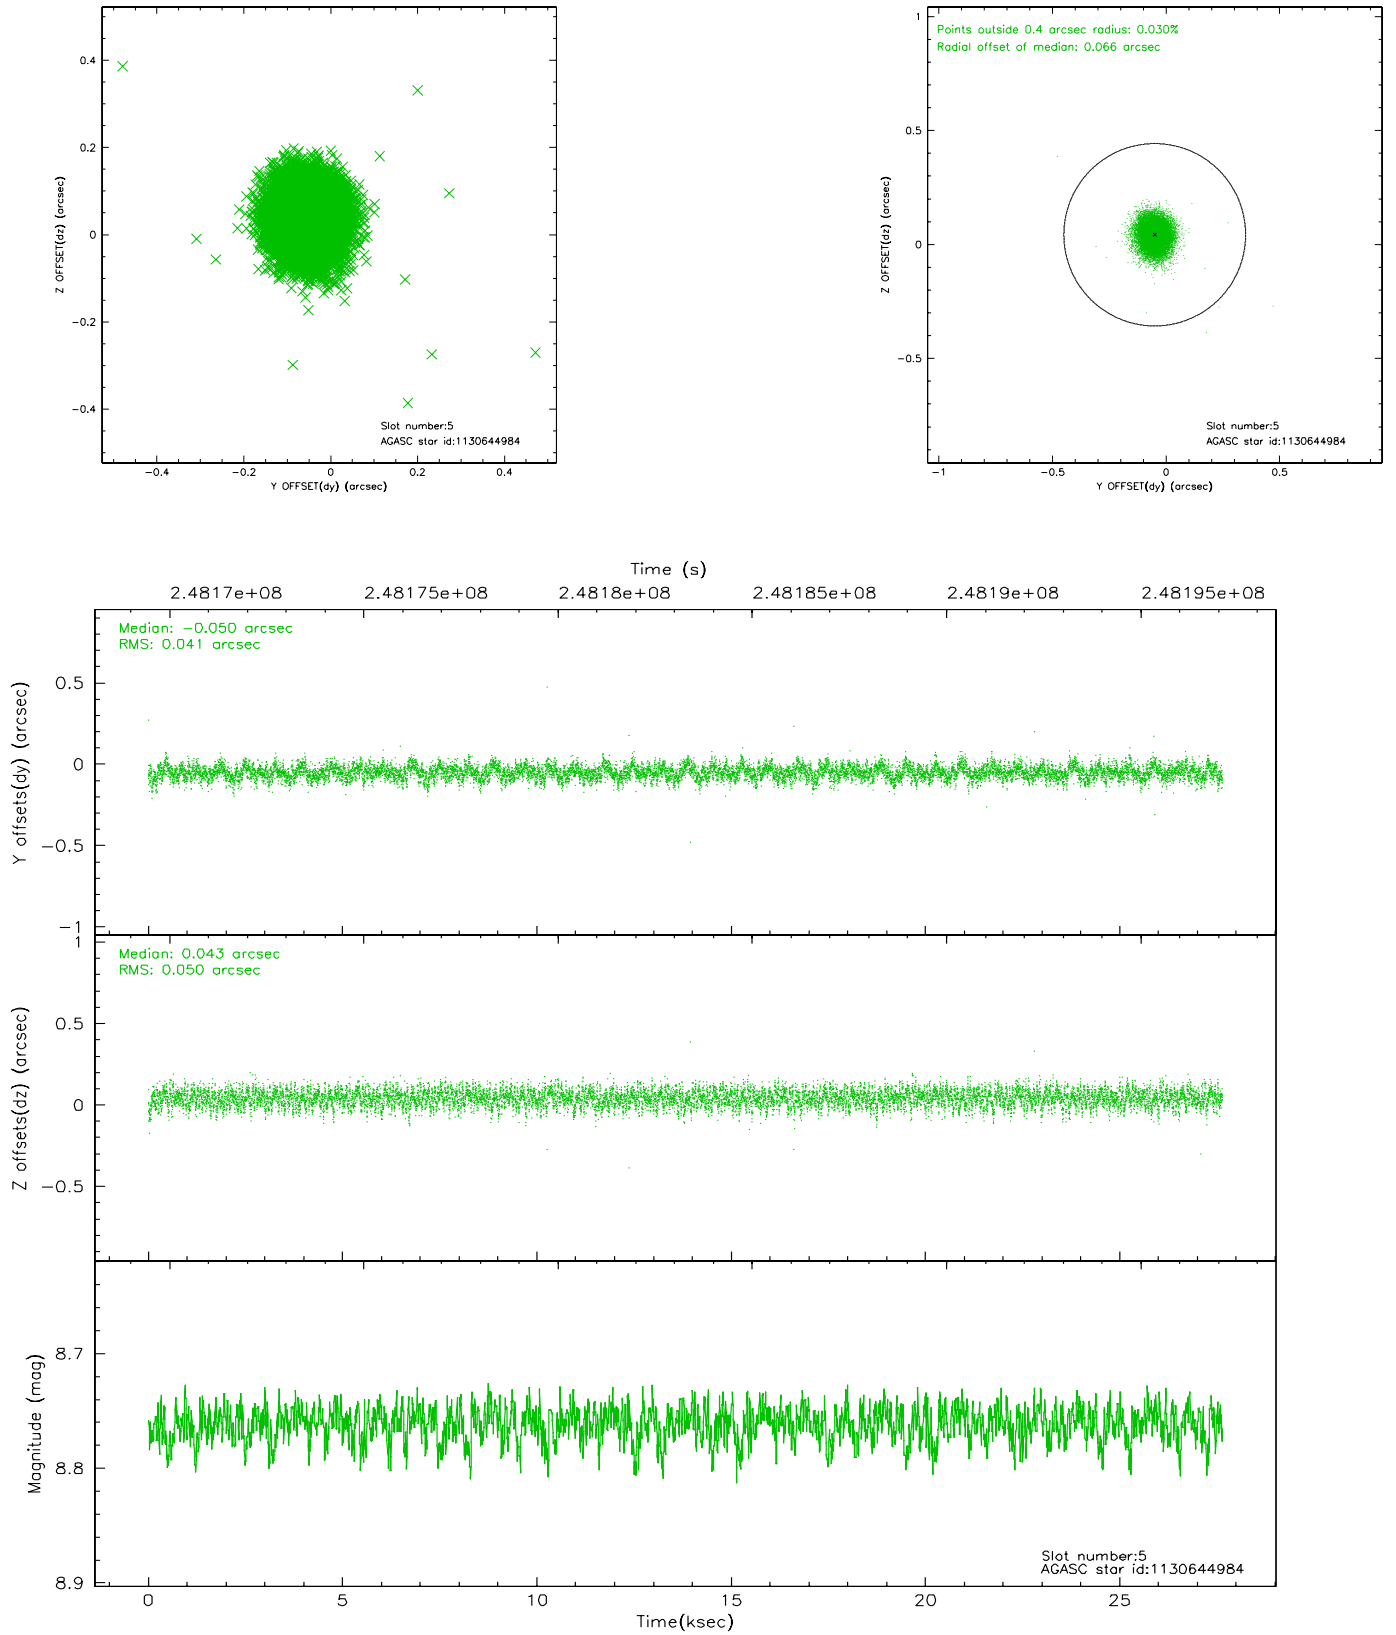 0.4
0.2
0
−0.2
−0.4
Z OFFSET(dz) (arcsec)
−0.4
−0.2
0
0.2
0.4
Y OFFSET(dy) (arcsec)
Slot number:5
AGASC star id:1130644984
Points outside 0.4 arcsec radius: 0.030%
Radial offset of median: 0.066 arcsec
1
0.5
0
−0.5
Z OFFSET(dz) (arcsec)
−1
−0.5
0
0.5
Y OFFSET(dy) (arcsec)
Slot number:5
AGASC star id:1130644984
Time (s)
2.4817e+08
2.48175e+08
2.4818e+08
2.48185e+08
2.4819e+08
2.48195e+08
Median: −0.050 arcsec
RMS: 0.041 arcsec
0.5
0
−0.5
−1
Y offsets(dy) (arcsec)
Median: 0.043 arcsec
RMS: 0.050 arcsec
1
0.5
0
−0.5
Z offsets(dz) (arcsec)
8.7
8.8
8.9
Magnitude (mag)
Slot number:5
AGASC star id:1130644984
0
5
10
15
20
25
Time(ksec)